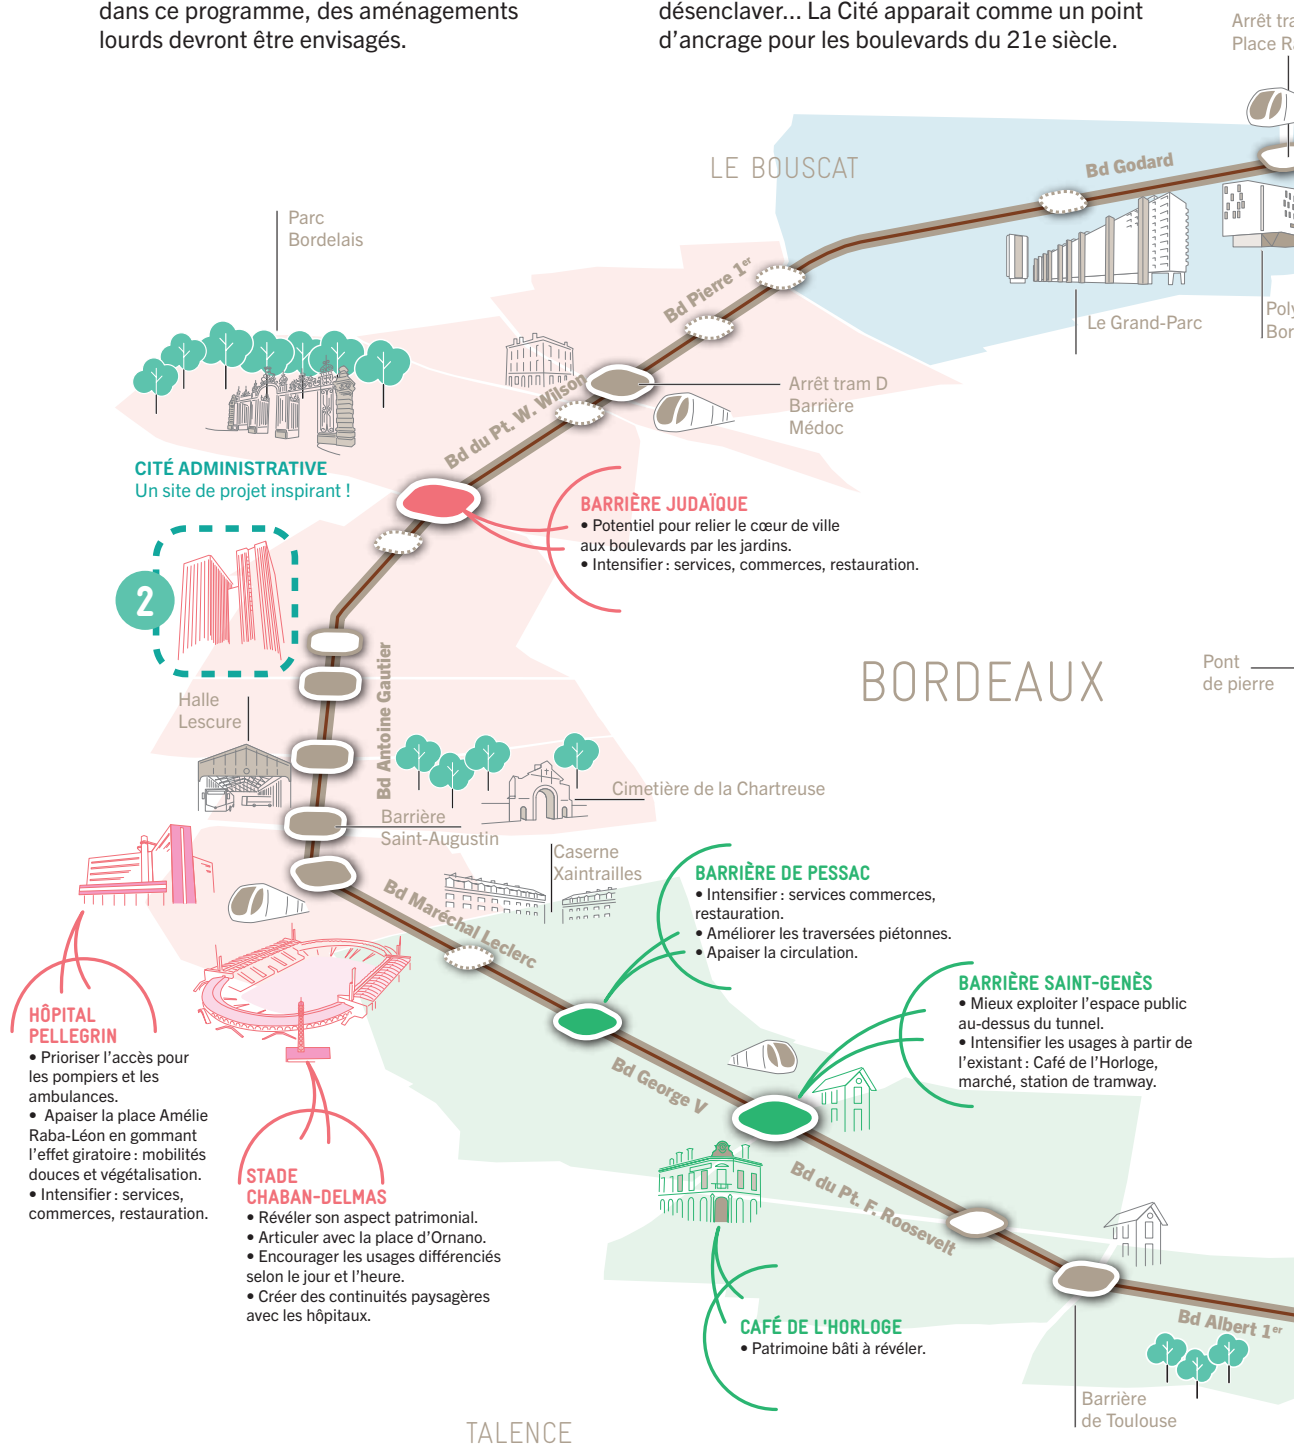 dans ce programme, des aménagements
lourds devront être envisagés.
désenclaver... La Cité apparait comme un point
d'ancrage pour les boulevards du 21e siècle.
Arrêt
Place
LE BOUSCAT
Bd Godard
Parc
Bordelais
Bd Pierre 1er
Le Grand-Parc
Arrêt tram D
Barrière
Médoc
Bd du Pt. W. Wilson
CITÉ ADMINISTRATIVE
Un site de projet inspirant !
2
BARRIÈRE JUDAÏQUE
• Potentiel pour relier le cœur de ville
aux boulevards par les jardins.
• Intensifier : services, commerces, restauration.
BORDEAUX
Pont
de pierre
Halle
Lescure
Bd Antoine Gautier
Cimetière de la Chartreuse
Barrière
Saint-Augustin
Caserne
Xaintrailles
Bd Maréchal Leclerc
BARRIÈRE DE PESSAC
• Intensifier : services commerces,
restauration.
• Améliorer les traversées piétonnes.
• Apaiser la circulation.
BARRIÈRE SAINT-GENÈS
• Mieux exploiter l'espace public
au-dessus du tunnel.
• Intensifier les usages à partir de
l'existant : Café de l'Horloge,
marché, station de tramway.
HÔPITAL
PELLEGRIN
• Prioriser l'accès pour
les pompiers et les
ambulances.
• Apaiser la place Amélie
Raba-Léon en gommant
l'effet giratoire : mobilités
douces et végétalisation.
• Intensifier : services,
commerces, restauration.
Bd George V
STADE
CHABAN-DELMAS
• Révéler son aspect patrimonial.
• Articuler avec la place d'Ornano.
• Encourager les usages différenciés
selon le jour et l'heure.
• Créer des continuités paysagères
avec les hôpitaux.
Bd du Pt. F. Roosevelt
CAFÉ DE L'HORLOGE
• Patrimoine bâti à révéler.
Bd Albert 1er
Barrière
de Toulouse
TALENCE